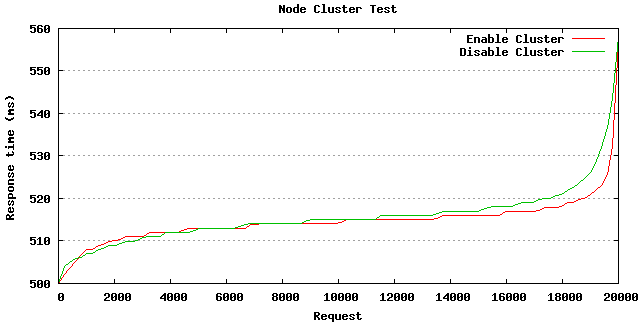 Node Cluster Test
Enable Cluster
Disable Cluster
Response time (ms)
560
550
540
530
520
510
500
0 2000 4000 6000 8000 10000 12000 14000 16000 18000 20000
Request